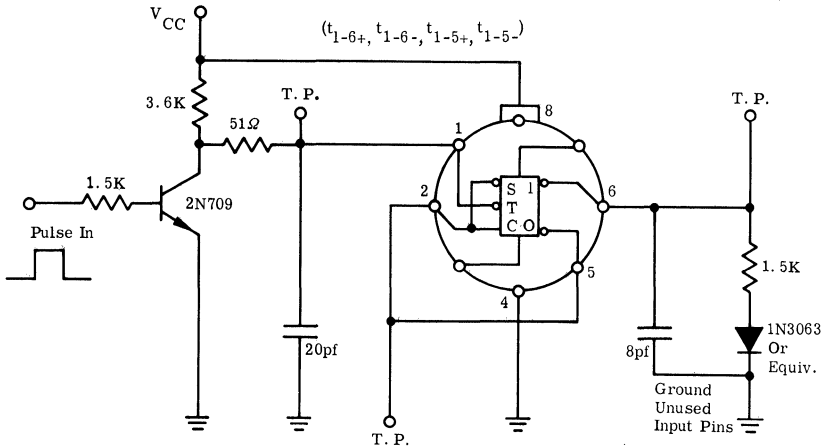 V_CC
(t_1-6+, t_1-6-, t_1-5+, t_1-5-)
3.6K
T. P.
51Ω
8
T. P.
1
1.5K
2N709
2
S 1
T
C O
6
Pulse In
5
4
1.5K
20pf
8pf
1N3063
Or
Equiv.
Ground
Unused
Input Pins
T. P.